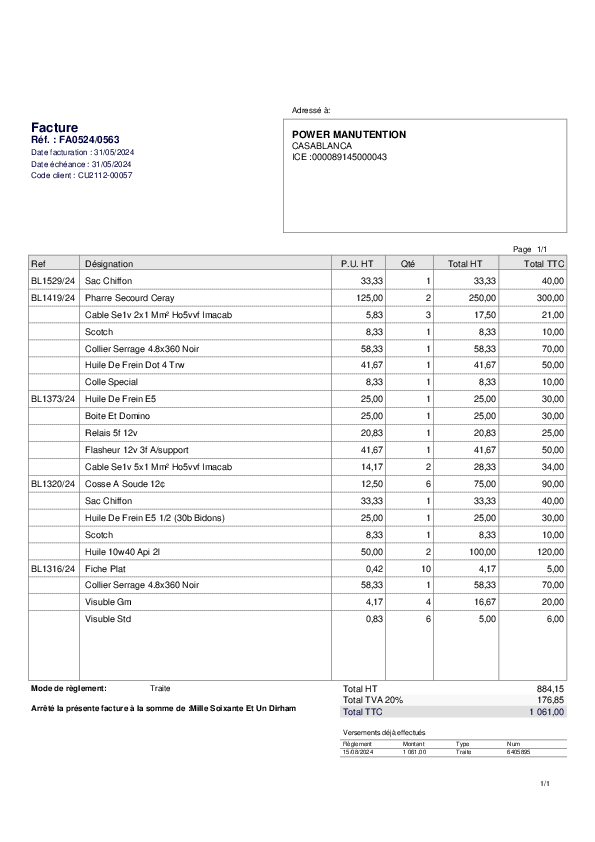 Adressé à:
Facture
Réf. : FA0524/0563
Date facturation : 31/05/2024
Date échéance : 31/05/2024
Code client : CU2112-00057
POWER MANUTENTION
CASABLANCA
ICE :000089145000043
Page 1/1
Ref Désignation P.U. HT Qté Total HT Total TTC
BL1529/24 Sac Chiffon 33,33 1 33,33 40,00
BL1419/24 Pharre Secourd Ceray 125,00 2 250,00 300,00
Cable Se1v 2x1 Mm² Ho5vvf Imacab 5,83 3 17,50 21,00
Scotch 8,33 1 8,33 10,00
Collier Serrage 4.8x360 Noir 58,33 1 58,33 70,00
Huile De Frein Dot 4 Trw 41,67 1 41,67 50,00
Colle Special 8,33 1 8,33 10,00
BL1373/24 Huile De Frein E5 25,00 1 25,00 30,00
Boite Et Domino 25,00 1 25,00 30,00
Relais 5f 12v 20,83 1 20,83 25,00
Flasheur 12v 3f A/support 41,67 1 41,67 50,00
Cable Se1v 5x1 Mm² Ho5vvf Imacab 14,17 2 28,33 34,00
BL1320/24 Cosse A Soude 12¢ 12,50 6 75,00 90,00
Sac Chiffon 33,33 1 33,33 40,00
Huile De Frein E5 1/2 (30b Bidons) 25,00 1 25,00 30,00
Scotch 8,33 1 8,33 10,00
Huile 10w40 Api 2l 50,00 2 100,00 120,00
BL1316/24 Fiche Plat 0,42 10 4,17 5,00
Collier Serrage 4.8x360 Noir 58,33 1 58,33 70,00
Visuble Gm 4,17 4 16,67 20,00
Visuble Std 0,83 6 5,00 6,00
Mode de règlement: Traite
Total HT 884,15
Total TVA 20% 176,85
Total TTC 1 061,00
Arrêté la présente facture à la somme de :Mille Soixante Et Un Dirham
Versements déjà effectués
Règlement Montant Type Num
15/08/2024 1 061,00 Traite 6405895
1/1